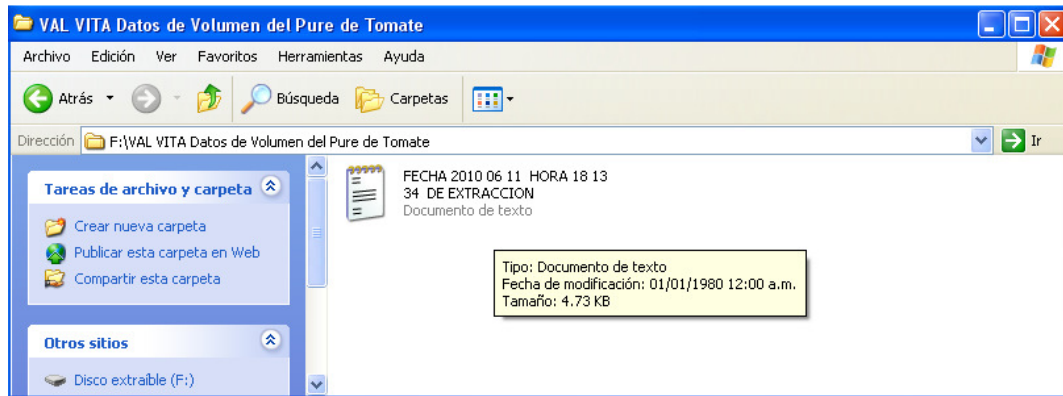 VAL VITA Datos de Volumen del Pure de Tomate
Archivo Edición Ver Favoritos Herramientas Ayuda
Atrás Búsqueda Carpetas
Dirección F:\VAL VITA Datos de Volumen del Pure de Tomate Ir
Tareas de archivo y carpeta
Crear nueva carpeta
Publicar esta carpeta en Web
Compartir esta carpeta
Otros sitios
Disco extraíble (F:)
FECHA 2010 06 11 HORA 18 13
34 DE EXTRACCION
Documento de texto
Tipo: Documento de texto
Fecha de modificación: 01/01/1980 12:00 a.m.
Tamaño: 4.73 KB